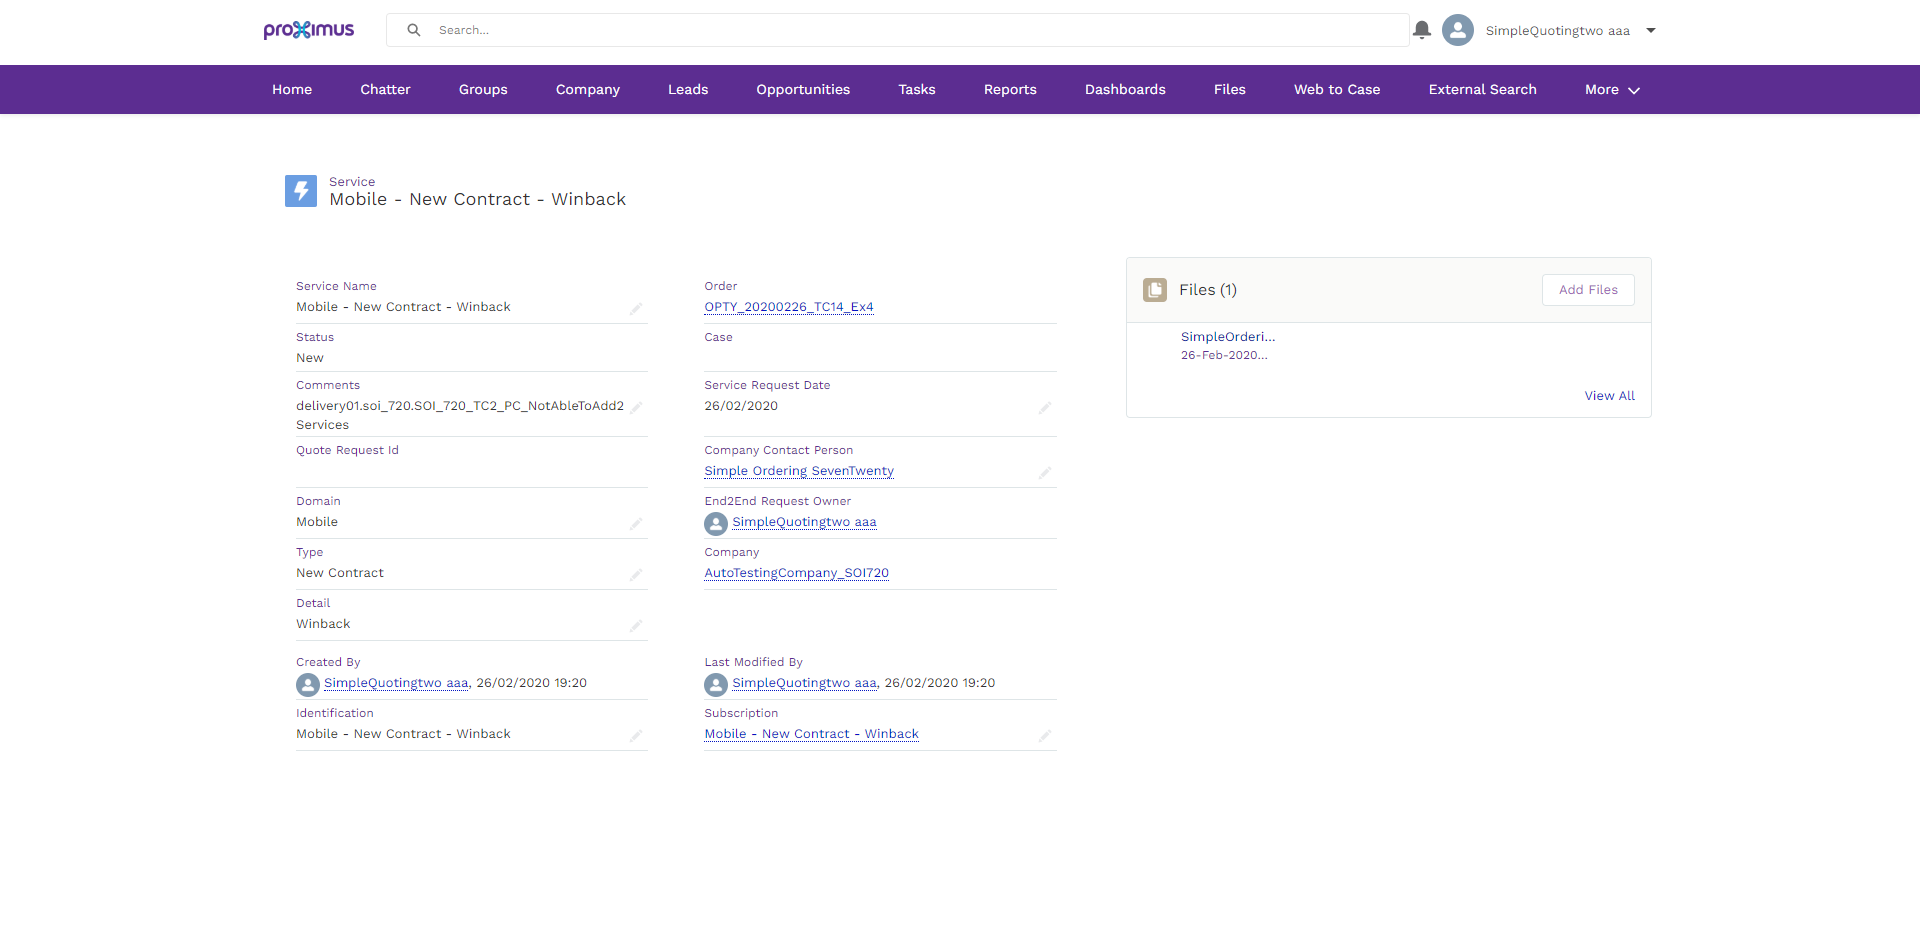 proximus
Search...
SimpleQuotingtwo aaa
Home Chatter Groups Company Leads Opportunities Tasks Reports Dashboards Files Web to Case External Search More
Service
Mobile - New Contract - Winback
Service Name
Mobile - New Contract - Winback
Order
OPTY_20200226_TC14_Ex4
Status
New
Case
Comments
delivery01.soi_720.SOI_720_TC2_PC_NotAbleToAdd2
Services
Service Request Date
26/02/2020
Quote Request Id
Company Contact Person
Simple Ordering SevenTwenty
Domain
Mobile
End2End Request Owner
SimpleQuotingtwo aaa
Type
New Contract
Company
AutoTestingCompany_SOI720
Detail
Winback
Created By
SimpleQuotingtwo aaa, 26/02/2020 19:20
Last Modified By
SimpleQuotingtwo aaa, 26/02/2020 19:20
Identification
Mobile - New Contract - Winback
Subscription
Mobile - New Contract - Winback
Files (1)
Add Files
SimpleOrderi...
26-Feb-2020...
View All